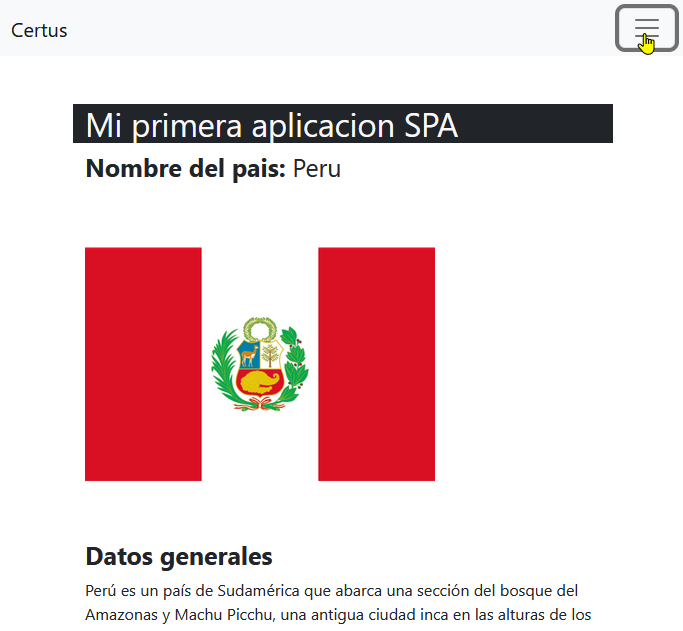 Certus
Mi primera aplicacion SPA
Nombre del pais: Peru
Datos generales
Perú es un país de Sudamérica que abarca una sección del bosque del
Amazonas y Machu Picchu, una antigua ciudad inca en las alturas de los